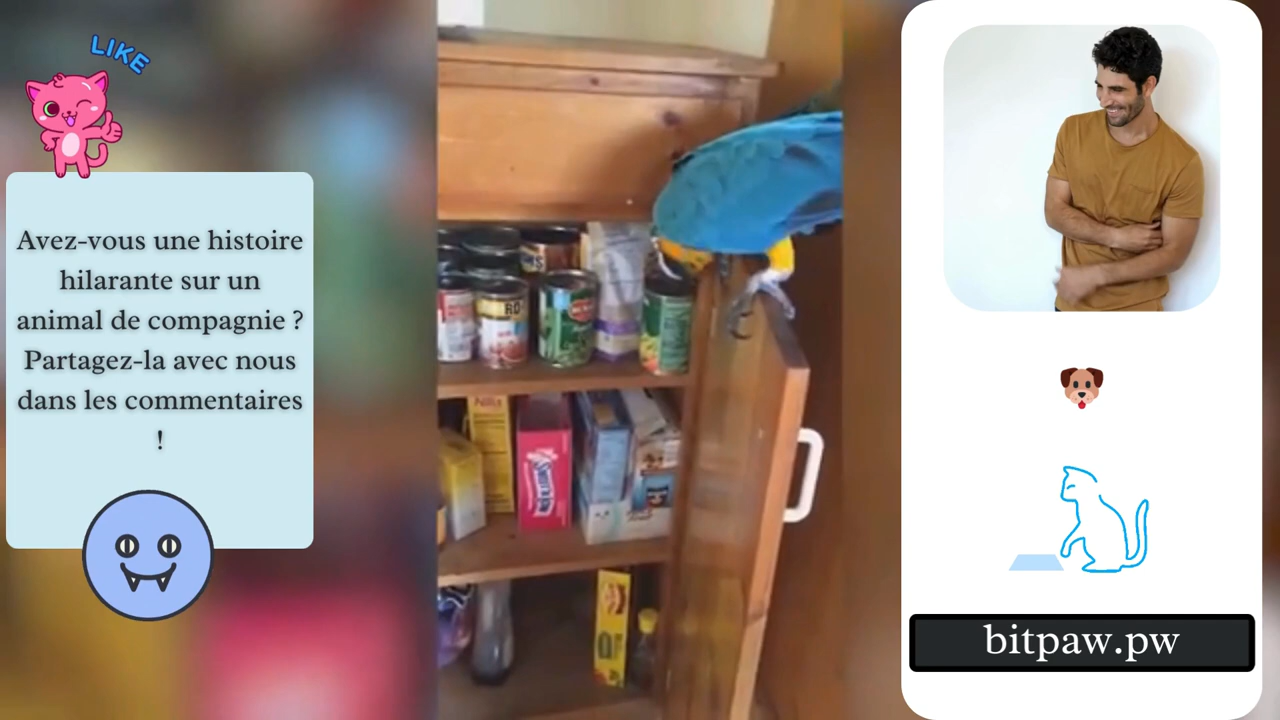 LIKE
Avez-vous une histoire
hilarante sur un
animal de compagnie ?
Partagez-la avec nous
dans les commentaires
!
bitpaw.pw